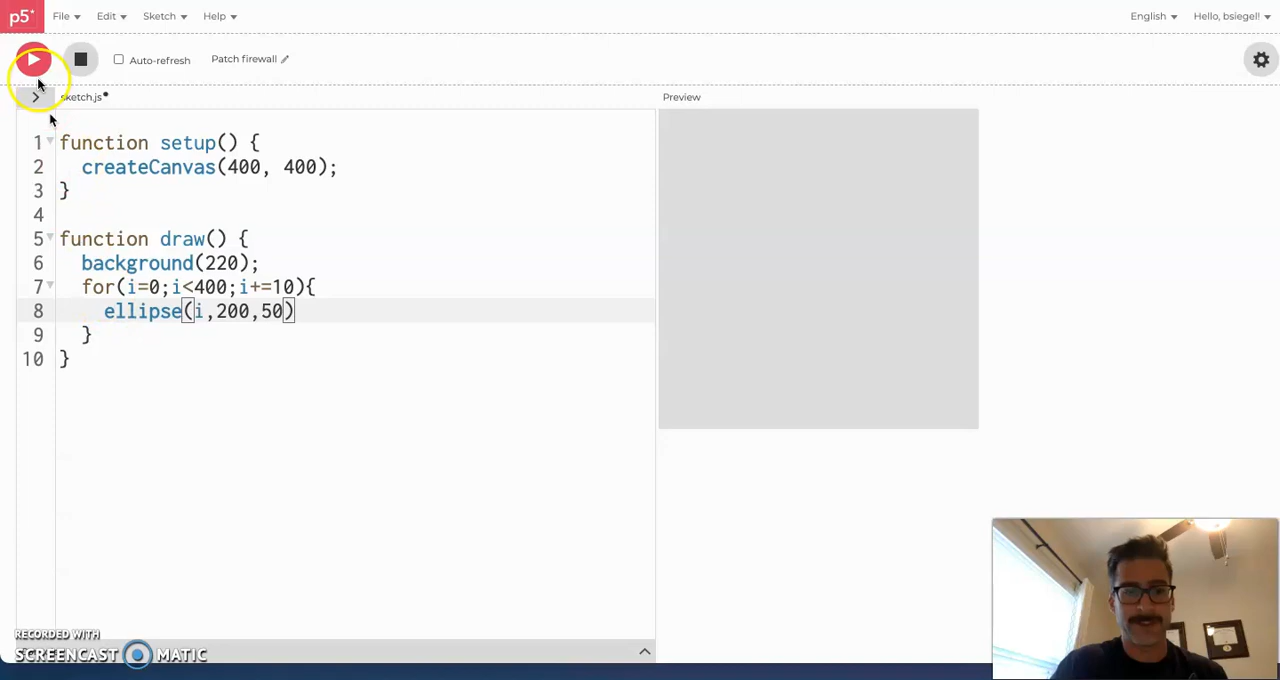 p5* File Edit Sketch Help English Hello, bsiegel!
Auto-refresh Patch firewall
> sketch.js Preview
1 function setup() {
2 createCanvas(400, 400);
3 }
4
5 function draw() {
6 background(220);
7 for(i=0;i<400;i+=10){
8 ellipse(i,200,50)
9 }
10 }
RECORDED WITH
SCREENCAST MATIC